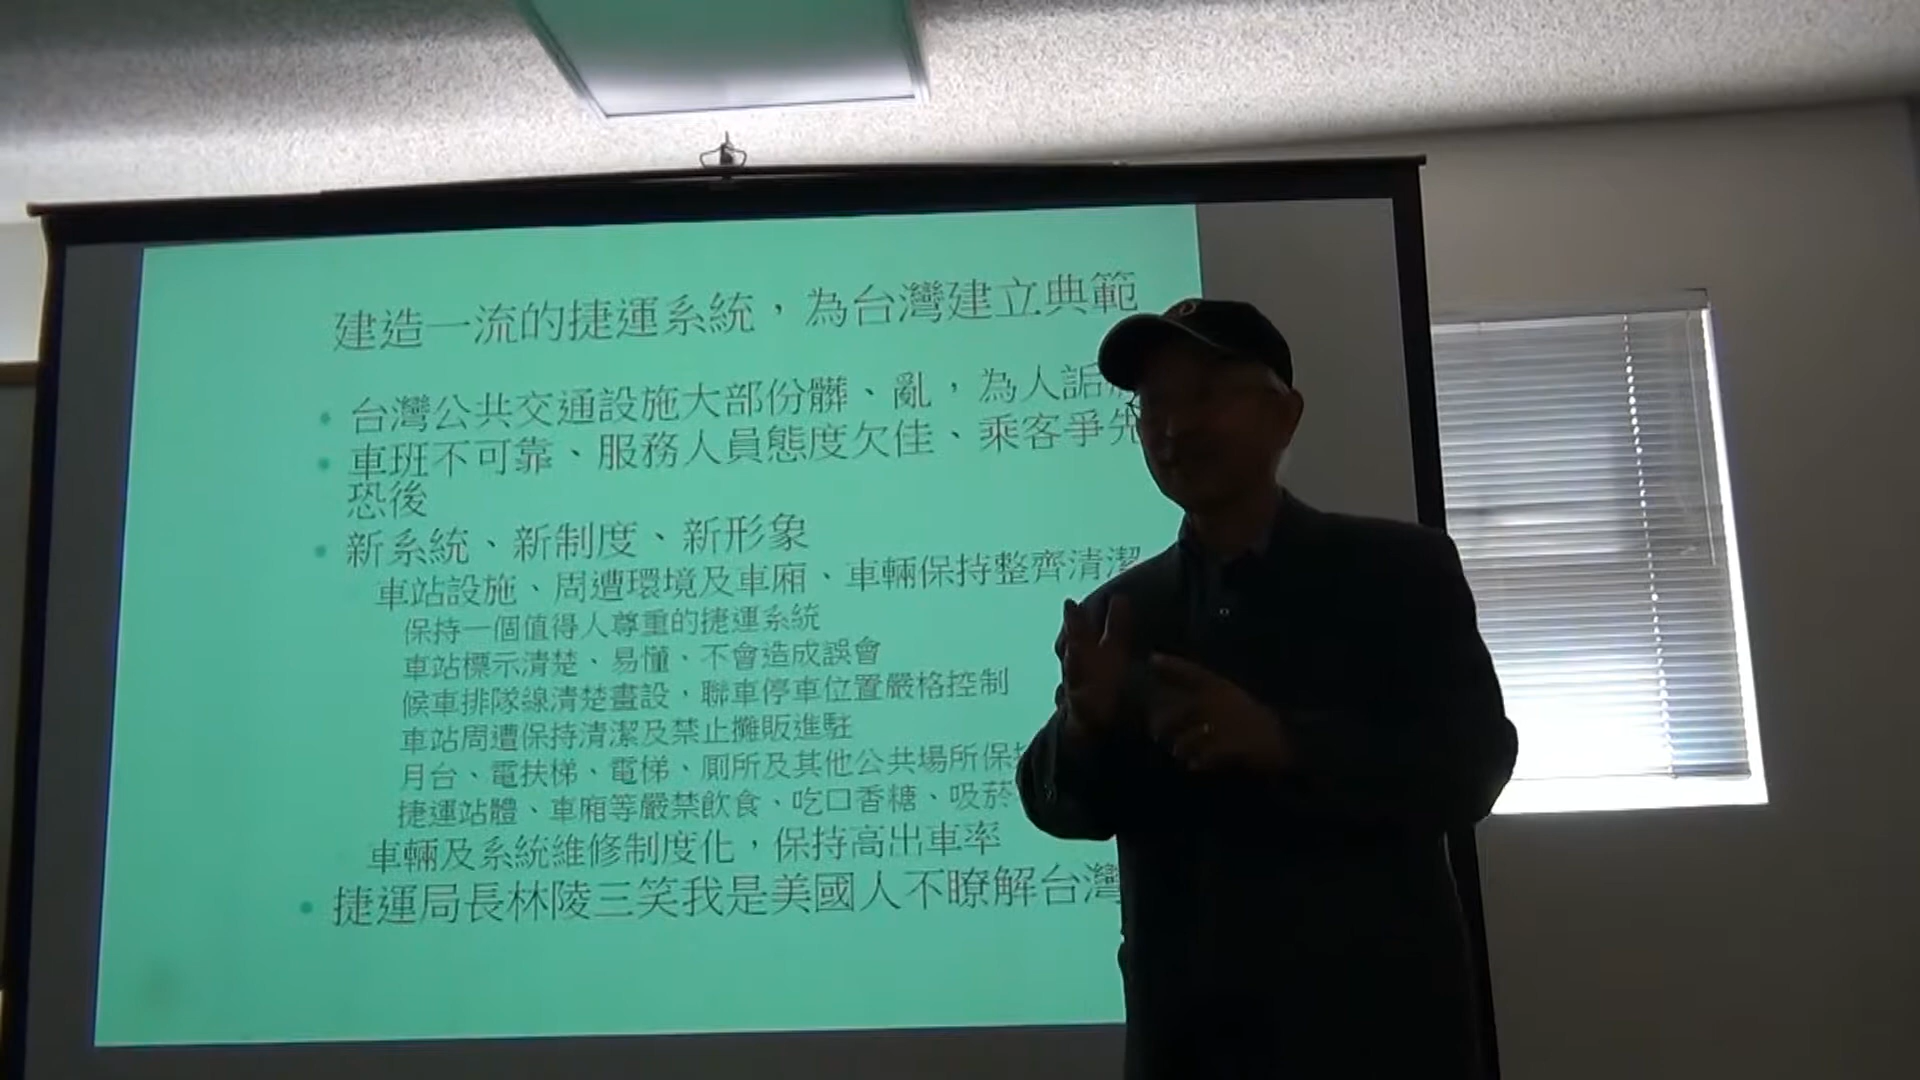 建造一流的捷運系統，為台灣建立典範
台灣公共交通設施大部份髒、亂，為人詬
車班不可靠、服務人員態度欠佳、乘客爭先
恐後
新系統、新制度、新形象
車站設施、周遭環境及車廂、車輛保持整齊清潔
保持一個值得人尊重的捷運系統
車站標示清楚、易懂、不會造成誤會
候車排隊線清楚畫設，聯車停車位置嚴格控制
車站周遭保持清潔及禁止攤販進駐
月台、電扶梯、電梯、厠所及其他公共場所保
捷運站體、車廂等嚴禁飲食、吃口香糖、吸菸
車輛及系統維修制度化，保持高出車率
捷運局長林陵三笑我是美國人不瞭解台灣